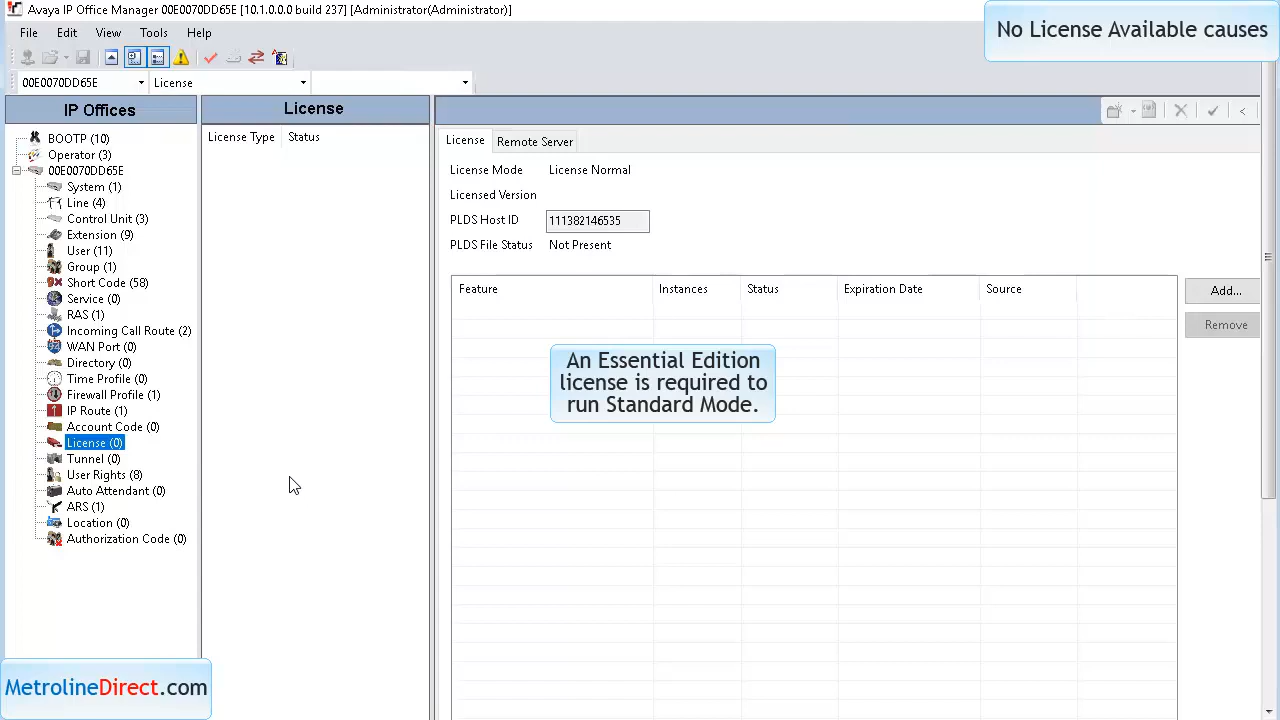 Avaya IP Office Manager 00E0070DD65E [10.1.0.0.0 build 237] [Administrator(Administrator)]
No License Available causes
File Edit View Tools Help
00E0070DD65E License
IP Offices
BOOTP (10)
Operator (3)
00E0070DD65E
System (1)
Line (4)
Control Unit (3)
Extension (9)
User (11)
Group (1)
Short Code (58)
Service (0)
RAS (1)
Incoming Call Route (2)
WAN Port (0)
Directory (0)
Time Profile (0)
Firewall Profile (1)
IP Route (1)
Account Code (0)
License (0)
Tunnel (0)
User Rights (8)
Auto Attendant (0)
ARS (1)
Location (0)
Authorization Code (0)
License
License Type Status
License Remote Server
License Mode License Normal
Licensed Version
PLDS Host ID 111382146535
PLDS File Status Not Present
Feature Instances Status Expiration Date Source
Add...
Remove
An Essential Edition
license is required to
run Standard Mode.
MetrolineDirect.com